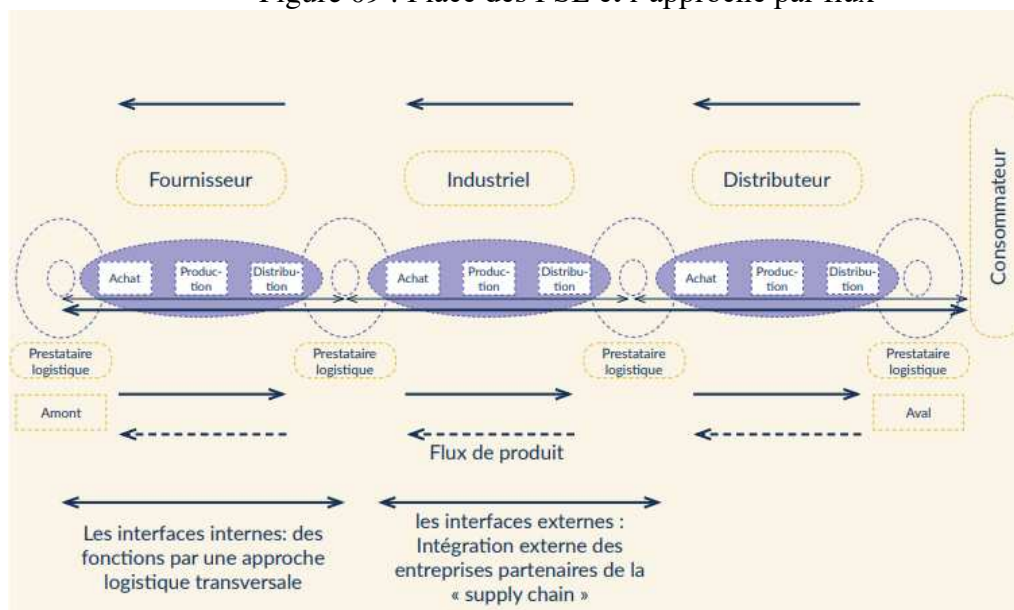 Figure 69 : Place des PSL et l'approche par flux
Fournisseur
Industriel
Distributeur
Consommateur
Achat
Produc-
tion
Distribu-
tion
Achat
Produc-
tion
Distribu-
tion
Achat
Produc-
tion
Distribu-
tion
Prestataire
logistique
Prestataire
logistique
Prestataire
logistique
Prestataire
logistique
Amont
Aval
Flux de produit
Les interfaces internes: des
fonctions par une approche
logistique transversale
les interfaces externes :
Intégration externe des
entreprises partenaires de la
« supply chain »